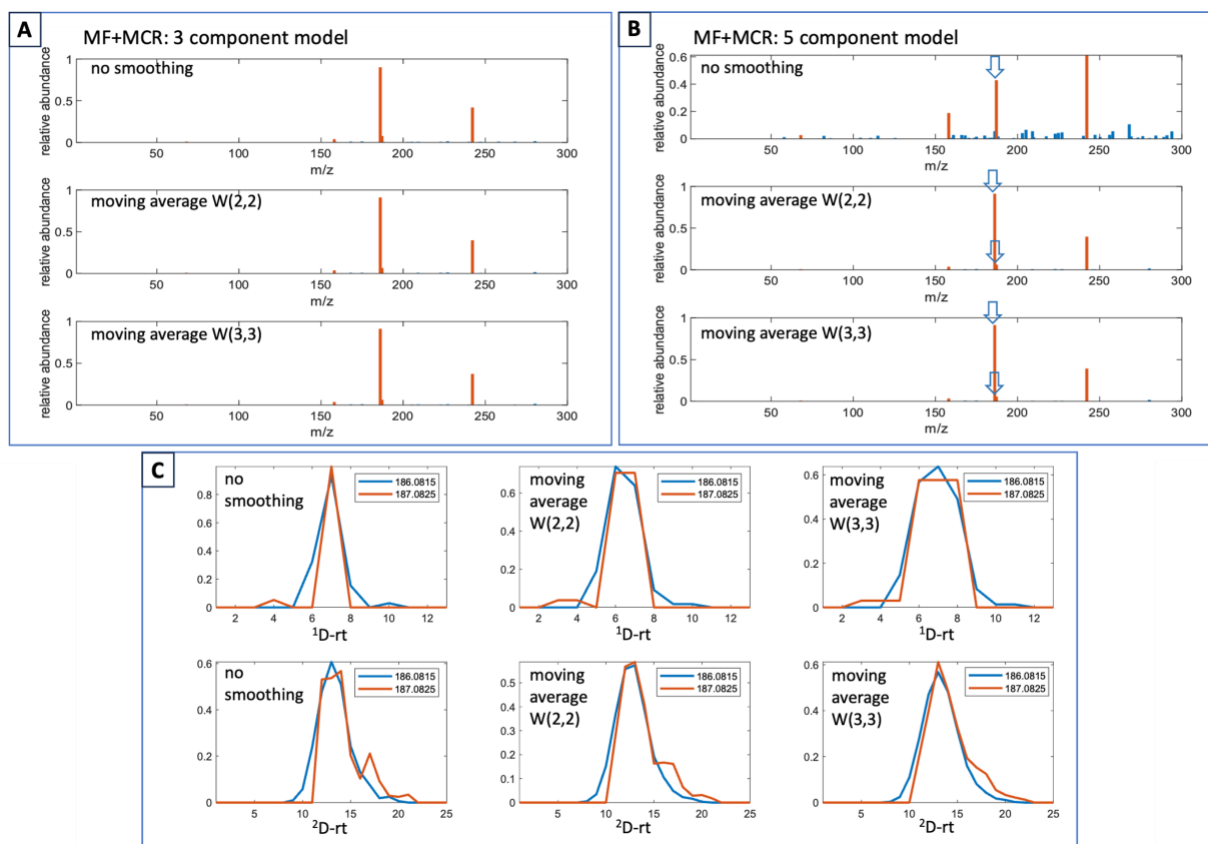 A
MF+MCR: 3 component model
no smoothing
relative abundance
1
0.5
0
50 100 150 200 250 300
m/z
moving average W(2,2)
relative abundance
1
0.5
0
50 100 150 200 250 300
m/z
moving average W(3,3)
relative abundance
1
0.5
0
50 100 150 200 250 300
m/z
B
MF+MCR: 5 component model
no smoothing
relative abundance
0.6
0.4
0.2
0
50 100 150 200 250 300
m/z
moving average W(2,2)
relative abundance
1
0.5
0
50 100 150 200 250 300
m/z
moving average W(3,3)
relative abundance
1
0.5
0
50 100 150 200 250 300
m/z
C
no
smoothing
186.0815
187.0825
0.8
0.6
0.4
0.2
0
2 4 6 8 10 12
¹D-rt
moving
average
W(2,2)
186.0815
187.0825
0.6
0.4
0.2
0
2 4 6 8 10 12
¹D-rt
moving
average
W(3,3)
186.0815
187.0825
0.6
0.4
0.2
0
2 4 6 8 10 12
¹D-rt
no
smoothing
186.0815
187.0825
0.6
0.4
0.2
0
5 10 15 20 25
²D-rt
moving
average
W(2,2)
186.0815
187.0825
0.5
0.4
0.3
0.2
0.1
0
5 10 15 20 25
²D-rt
moving
average
W(3,3)
186.0815
187.0825
0.6
0.4
0.2
0
5 10 15 20 25
²D-rt